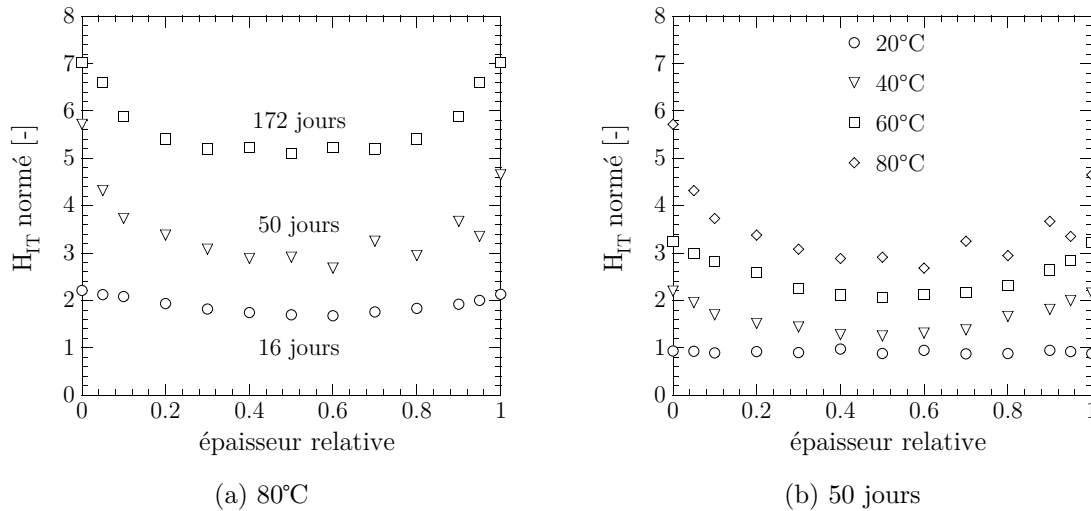 8
7
6
5
4
3
2
1
0
H_IT normé [-]
172 jours
50 jours
16 jours
0 0.2 0.4 0.6 0.8 1
épaisseur relative
(a) 80°C
8
7
6
5
4
3
2
1
0
H_IT normé [-]
20°C
40°C
60°C
80°C
0 0.2 0.4 0.6 0.8 1
épaisseur relative
(b) 50 jours